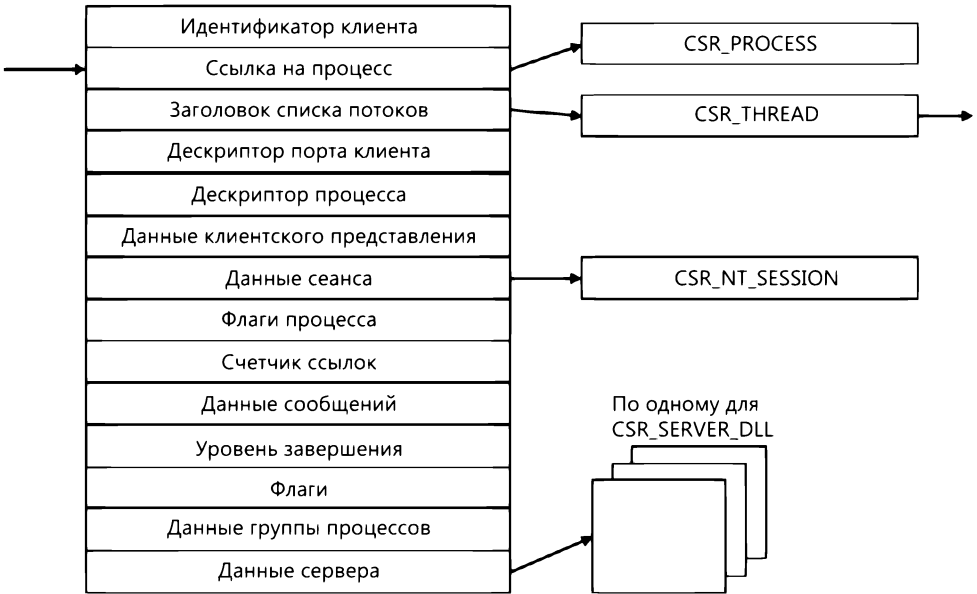 Идентификатор клиента
Ссылка на процесс
Заголовок списка потоков
Дескриптор порта клиента
Дескриптор процесса
Данные клиентского представления
Данные сеанса
Флаги процесса
Счетчик ссылок
Данные сообщений
Уровень завершения
Флаги
Данные группы процессов
Данные сервера
CSR_PROCESS
CSR_THREAD
CSR_NT_SESSION
По одному для
CSR_SERVER_DLL